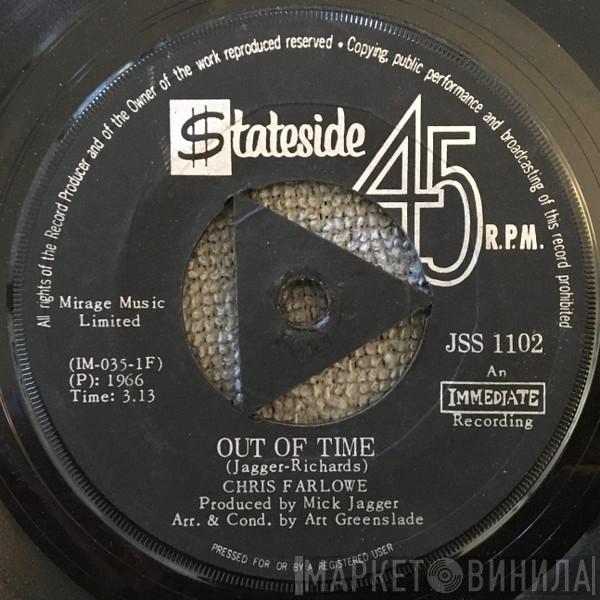 All rights of the Record Producer and of the Owner of the work reproduced reserved • Copying, public performance and broadcasting of this record prohibited
$tateside
45
R.P.M.
Mirage Music
Limited
JSS 1102
(IM-035-1F)
(P): 1966
Time: 3.13
An
IMMEDIATE
Recording
OUT OF TIME
(Jagger-Richards)
CHRIS FARLOWE
Produced by Mick Jagger
Arr. & Cond. by Art Greenslade
PRESSED FOR OR BY A REGISTERED USER
МАРКЕТ ВИНИЛА